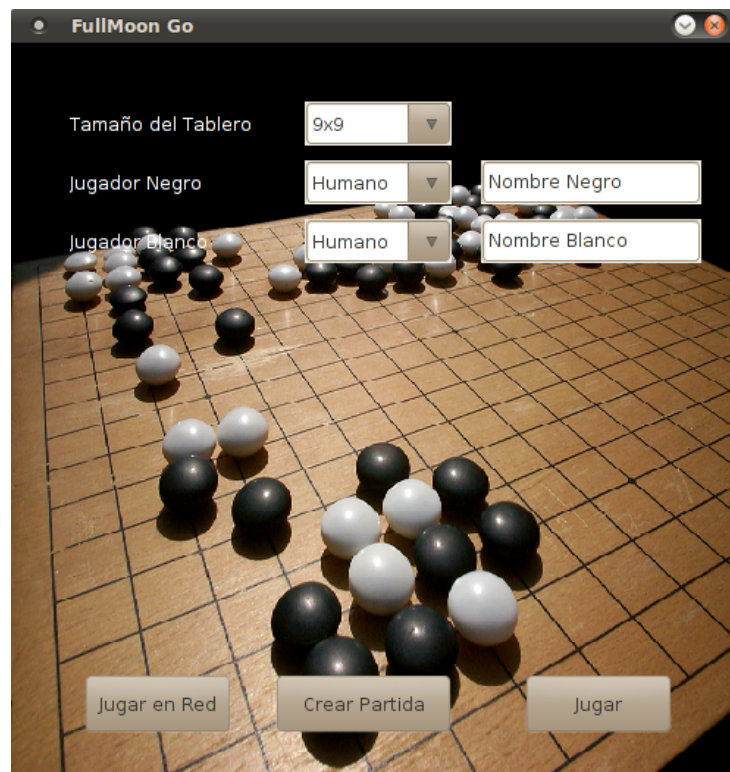 FullMoon Go
Tamaño del Tablero 9x9
Jugador Negro Humano Nombre Negro
Jugador Blanco Humano Nombre Blanco
Jugar en Red Crear Partida Jugar